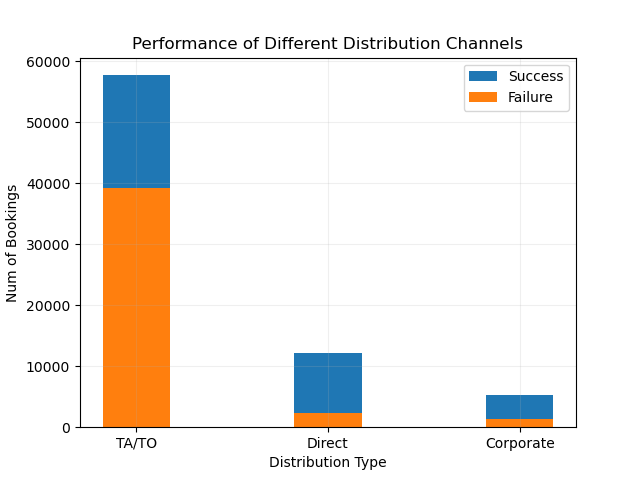 Performance of Different Distribution Channels
Success
Failure
60000
50000
40000
30000
20000
10000
0
Num of Bookings
TA/TO
Direct
Corporate
Distribution Type